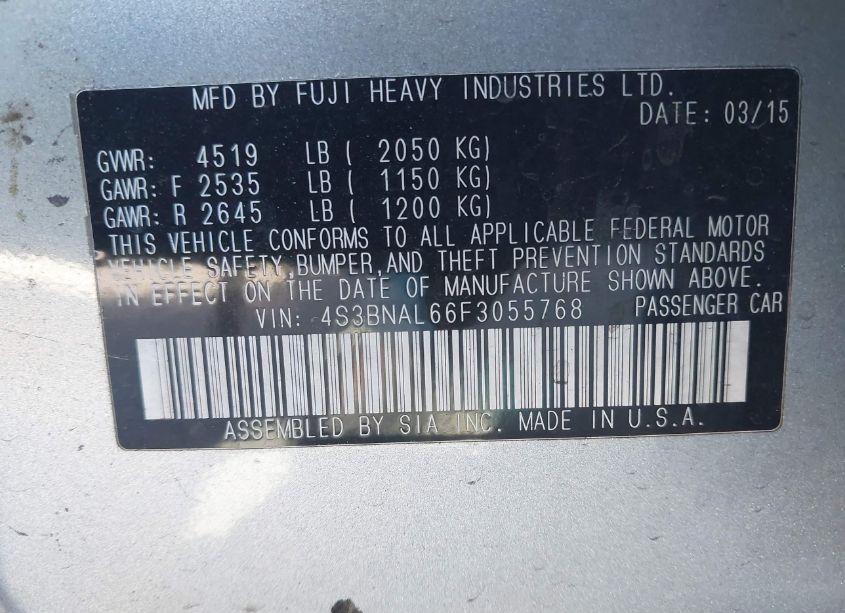 MFD BY FUJI HEAVY INDUSTRIES LTD.
DATE: 03/15
GVWR: 4519 LB ( 2050 KG)
GAWR: F 2535 LB ( 1150 KG)
GAWR: R 2645 LB ( 1200 KG)
THIS VEHICLE CONFORMS TO ALL APPLICABLE FEDERAL MOTOR
VEHICLE SAFETY,BUMPER,AND THEFT PREVENTION STANDARDS
IN EFFECT ON THE DATE OF MANUFACTURE SHOWN ABOVE.
VIN: 4S3BNAL66F3055768 PASSENGER CAR
ASSEMBLED BY SIA INC. MADE IN U.S.A.